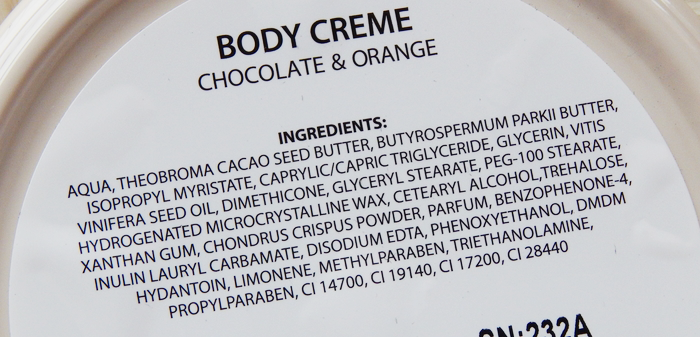 BODY CREME
CHOCOLATE & ORANGE
INGREDIENTS:
AQUA, THEOBROMA CACAO SEED BUTTER, BUTYROSPERMUM PARKII BUTTER,
ISOPROPYL MYRISTATE, CAPRYLIC/CAPRIC TRIGLYCERIDE, GLYCERIN, VITIS
VINIFERA SEED OIL, DIMETHICONE, GLYCERYL STEARATE, PEG-100 STEARATE,
HYDROGENATED MICROCRYSTALLINE WAX, CETEARYL ALCOHOL,TREHALOSE,
XANTHAN GUM, CHONDRUS CRISPUS POWDER, PARFUM, BENZOPHENONE-4,
INULIN LAURYL CARBAMATE, DISODIUM EDTA, PHENOXYETHANOL, DMDM
HYDANTOIN, LIMONENE, METHYLPARABEN, TRIETHANOLAMINE,
PROPYLPARABEN, CI 14700, CI 19140, CI 17200, CI 28440
:232A